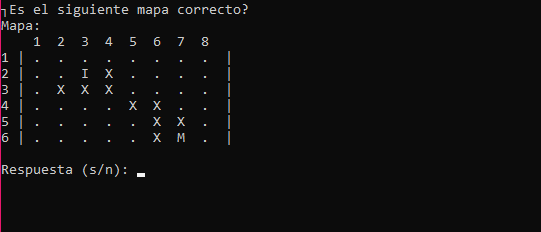 ┐Es el siguiente mapa correcto?
Mapa:
    1  2  3  4  5  6  7  8
1 | .  .  .  .  .  .  .  .  |
2 | .  .  I  X  .  .  .  .  |
3 | .  X  X  X  .  .  .  .  |
4 | .  .  .  .  X  X  .  .  |
5 | .  .  .  .  .  X  X  .  |
6 | .  .  .  .  .  X  M  .  |
Respuesta (s/n):